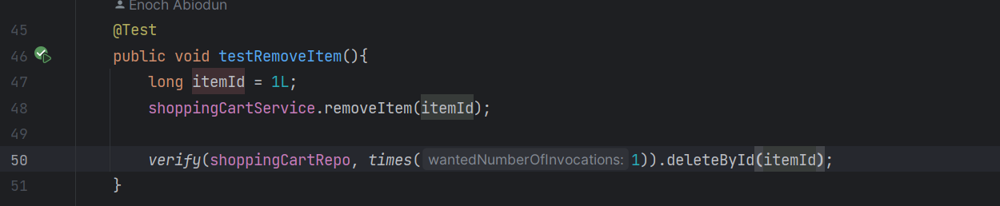 Enoch Abiodun
45 @Test
46 public void testRemoveItem(){
47 long itemId = 1L;
48 shoppingCartService.removeItem(itemId);
49
50 verify(shoppingCartRepo, times( wantedNumberOfInvocations: 1)).deleteById(itemId);
51 }